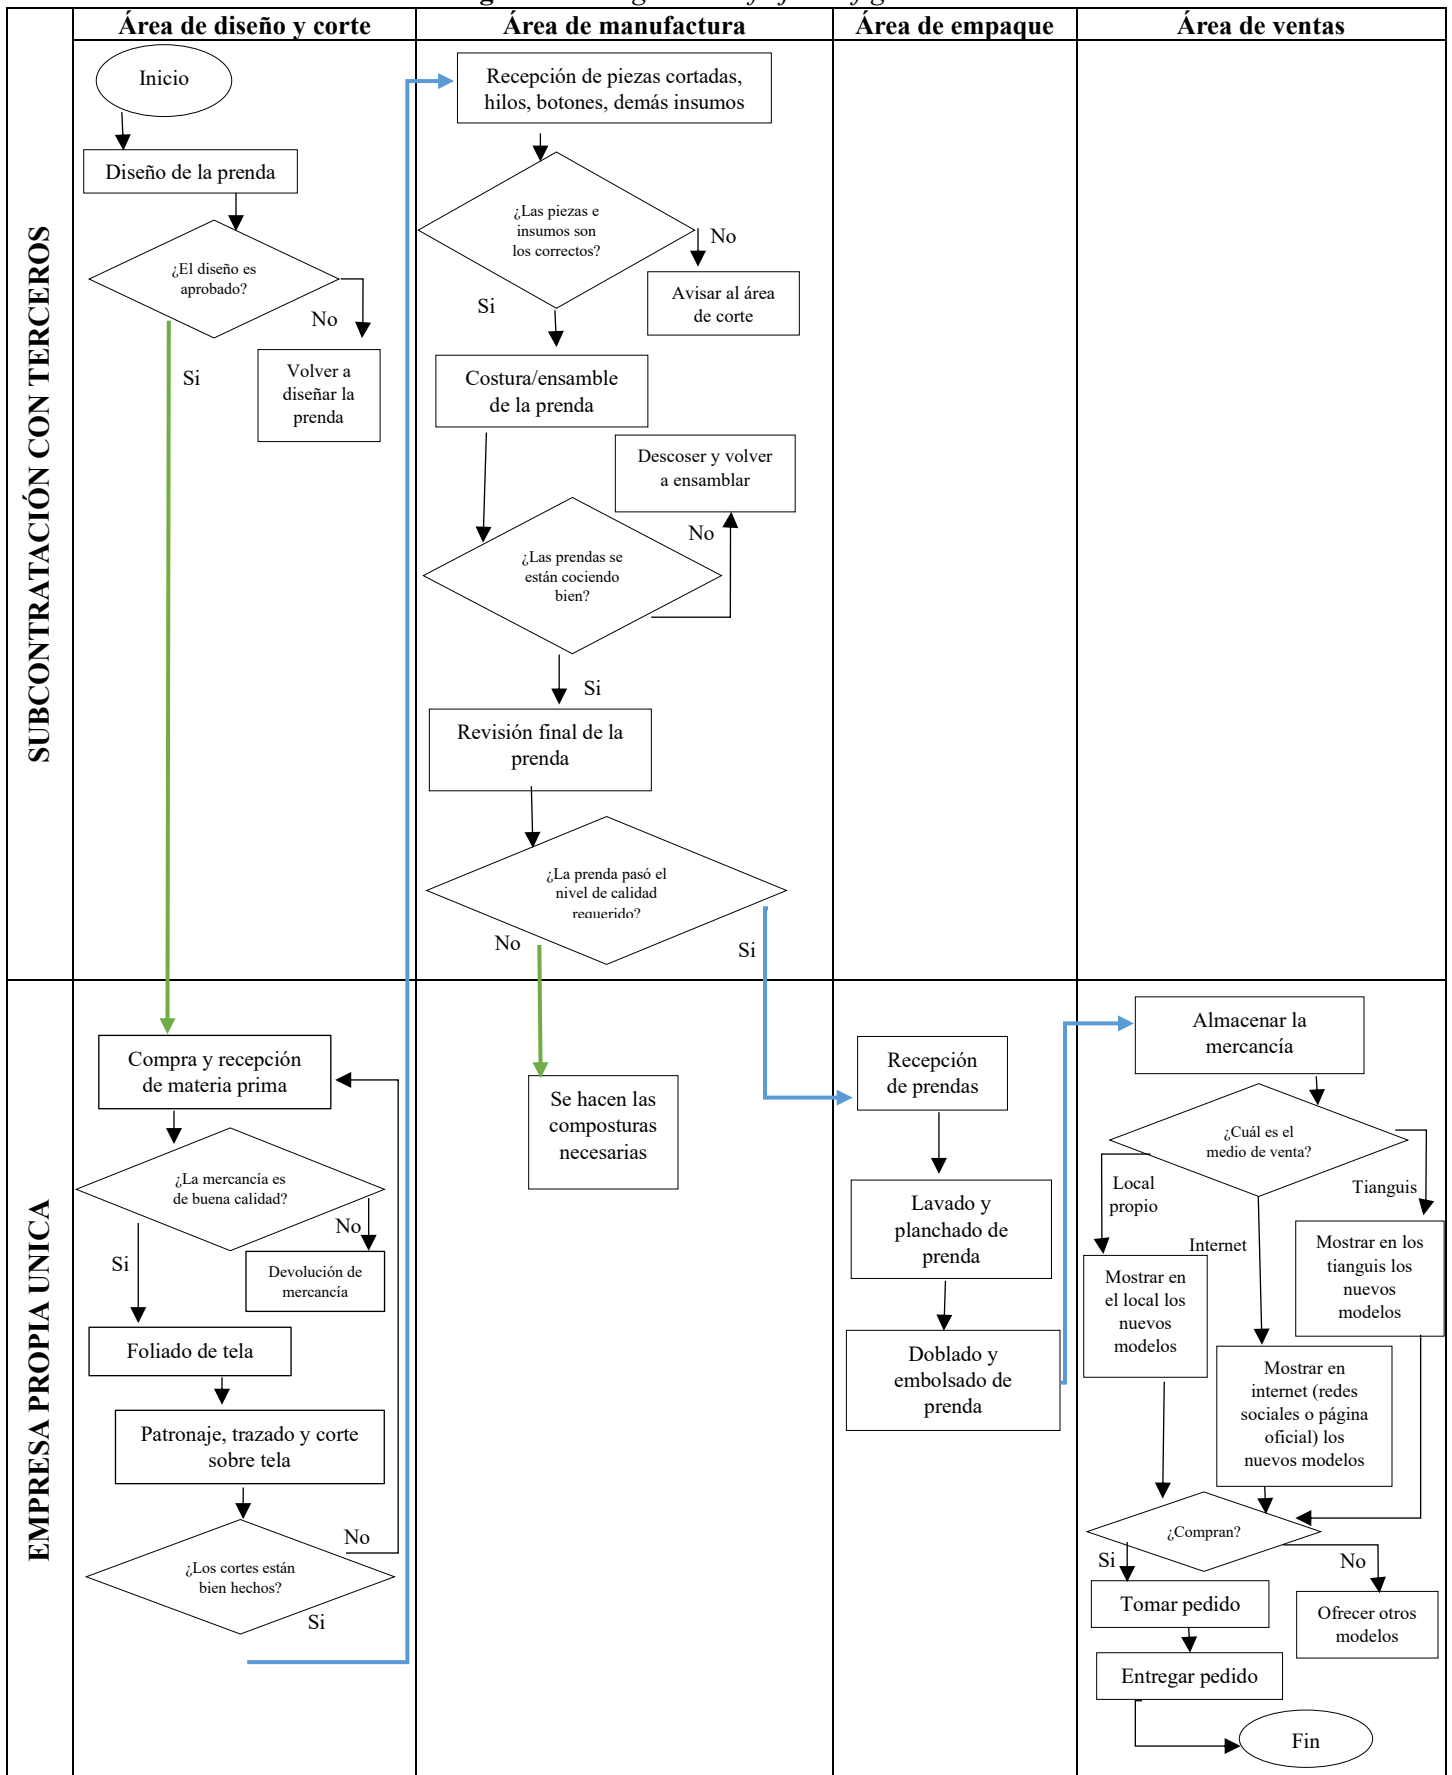 Área de diseño y corte
Área de manufactura
Área de empaque
Área de ventas
SUBCONTRATACIÓN CON TERCEROS
Inicio
Diseño de la prenda
¿El diseño es
aprobado?
No
Si
Volver a
diseñar la
prenda
Recepción de piezas cortadas,
hilos, botones, demás insumos
¿Las piezas e
insumos son
los correctos?
No
Si
Avisar al área
de corte
Costura/ensamble
de la prenda
Descoser y volver
a ensamblar
No
¿Las prendas se
están cociendo
bien?
Si
Revisión final de la
prenda
¿La prenda pasó el
nivel de calidad
requerido?
No
Si
EMPRESA PROPIA UNICA
Compra y recepción
de materia prima
¿La mercancía es
de buena calidad?
No
Si
Devolución de
mercancía
Foliado de tela
Patronaje, trazado y corte
sobre tela
No
¿Los cortes están
bien hechos?
Si
Se hacen las
composturas
necesarias
Recepción
de prendas
Lavado y
planchado de
prenda
Doblado y
embolsado de
prenda
Almacenar la
mercancía
¿Cuál es el
medio de venta?
Local
propio
Tianguis
Internet
Mostrar en
el local los
nuevos
modelos
Mostrar en los
tianguis los
nuevos
modelos
Mostrar en
internet (redes
sociales o página
oficial) los
nuevos modelos
¿Compran?
Si
No
Tomar pedido
Ofrecer otros
modelos
Entregar pedido
Fin